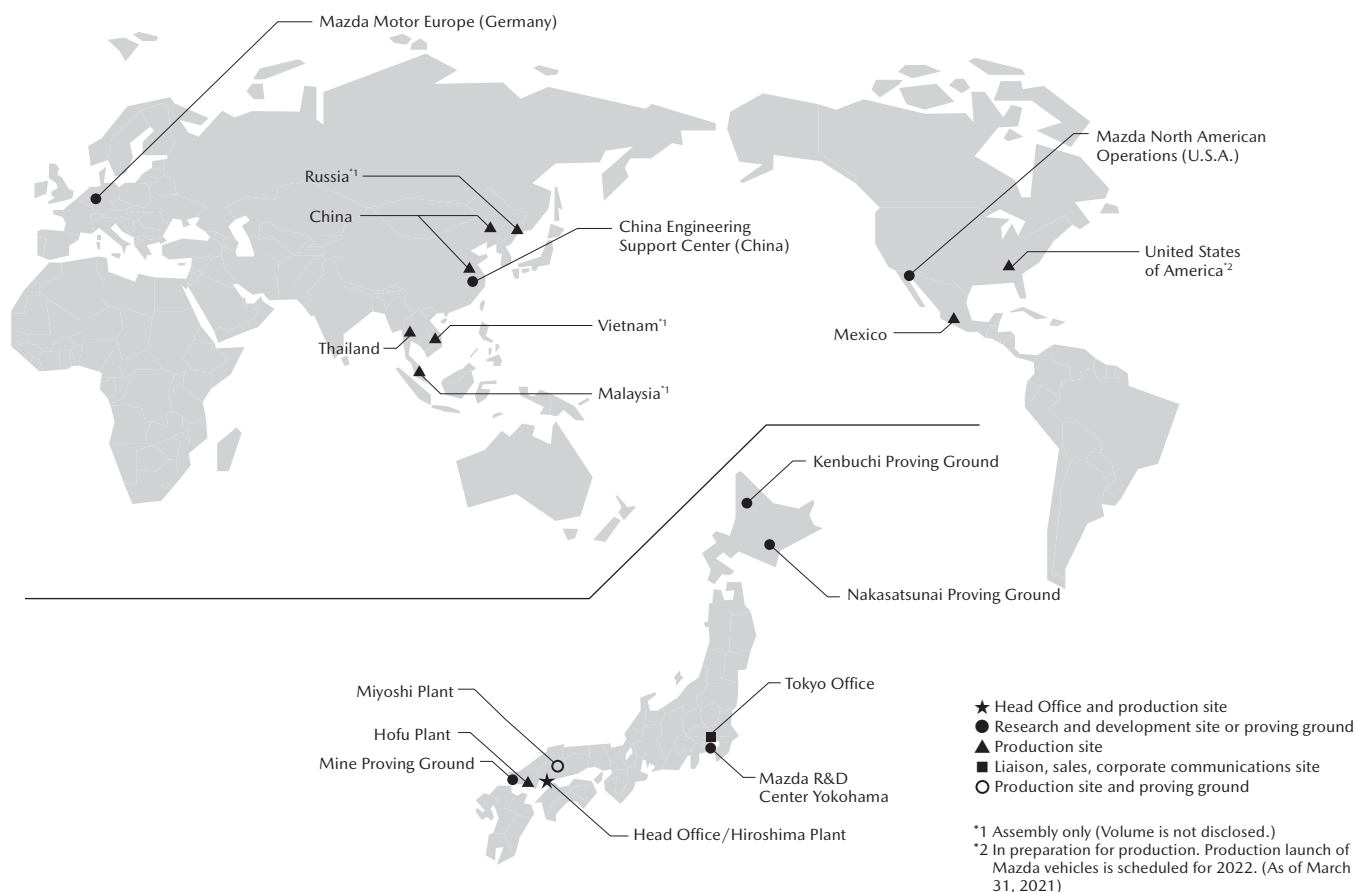 Mazda Motor Europe (Germany)
Mazda North American
Operations (U.S.A.)
Russia*1
China
China Engineering
Support Center (China)
United States
of America*2
Vietnam*1
Thailand
Mexico
Malaysia*1
Kenbuchi Proving Ground
Nakasatsunai Proving Ground
Tokyo Office
Miyoshi Plant
Hofu Plant
Mine Proving Ground
Mazda R&D
Center Yokohama
Head Office/Hiroshima Plant
Head Office and production site
Research and development site or proving ground
Production site
Liaison, sales, corporate communications site
Production site and proving ground
*1 Assembly only (Volume is not disclosed.)
*2 In preparation for production. Production launch of
Mazda vehicles is scheduled for 2022. (As of March
31, 2021)